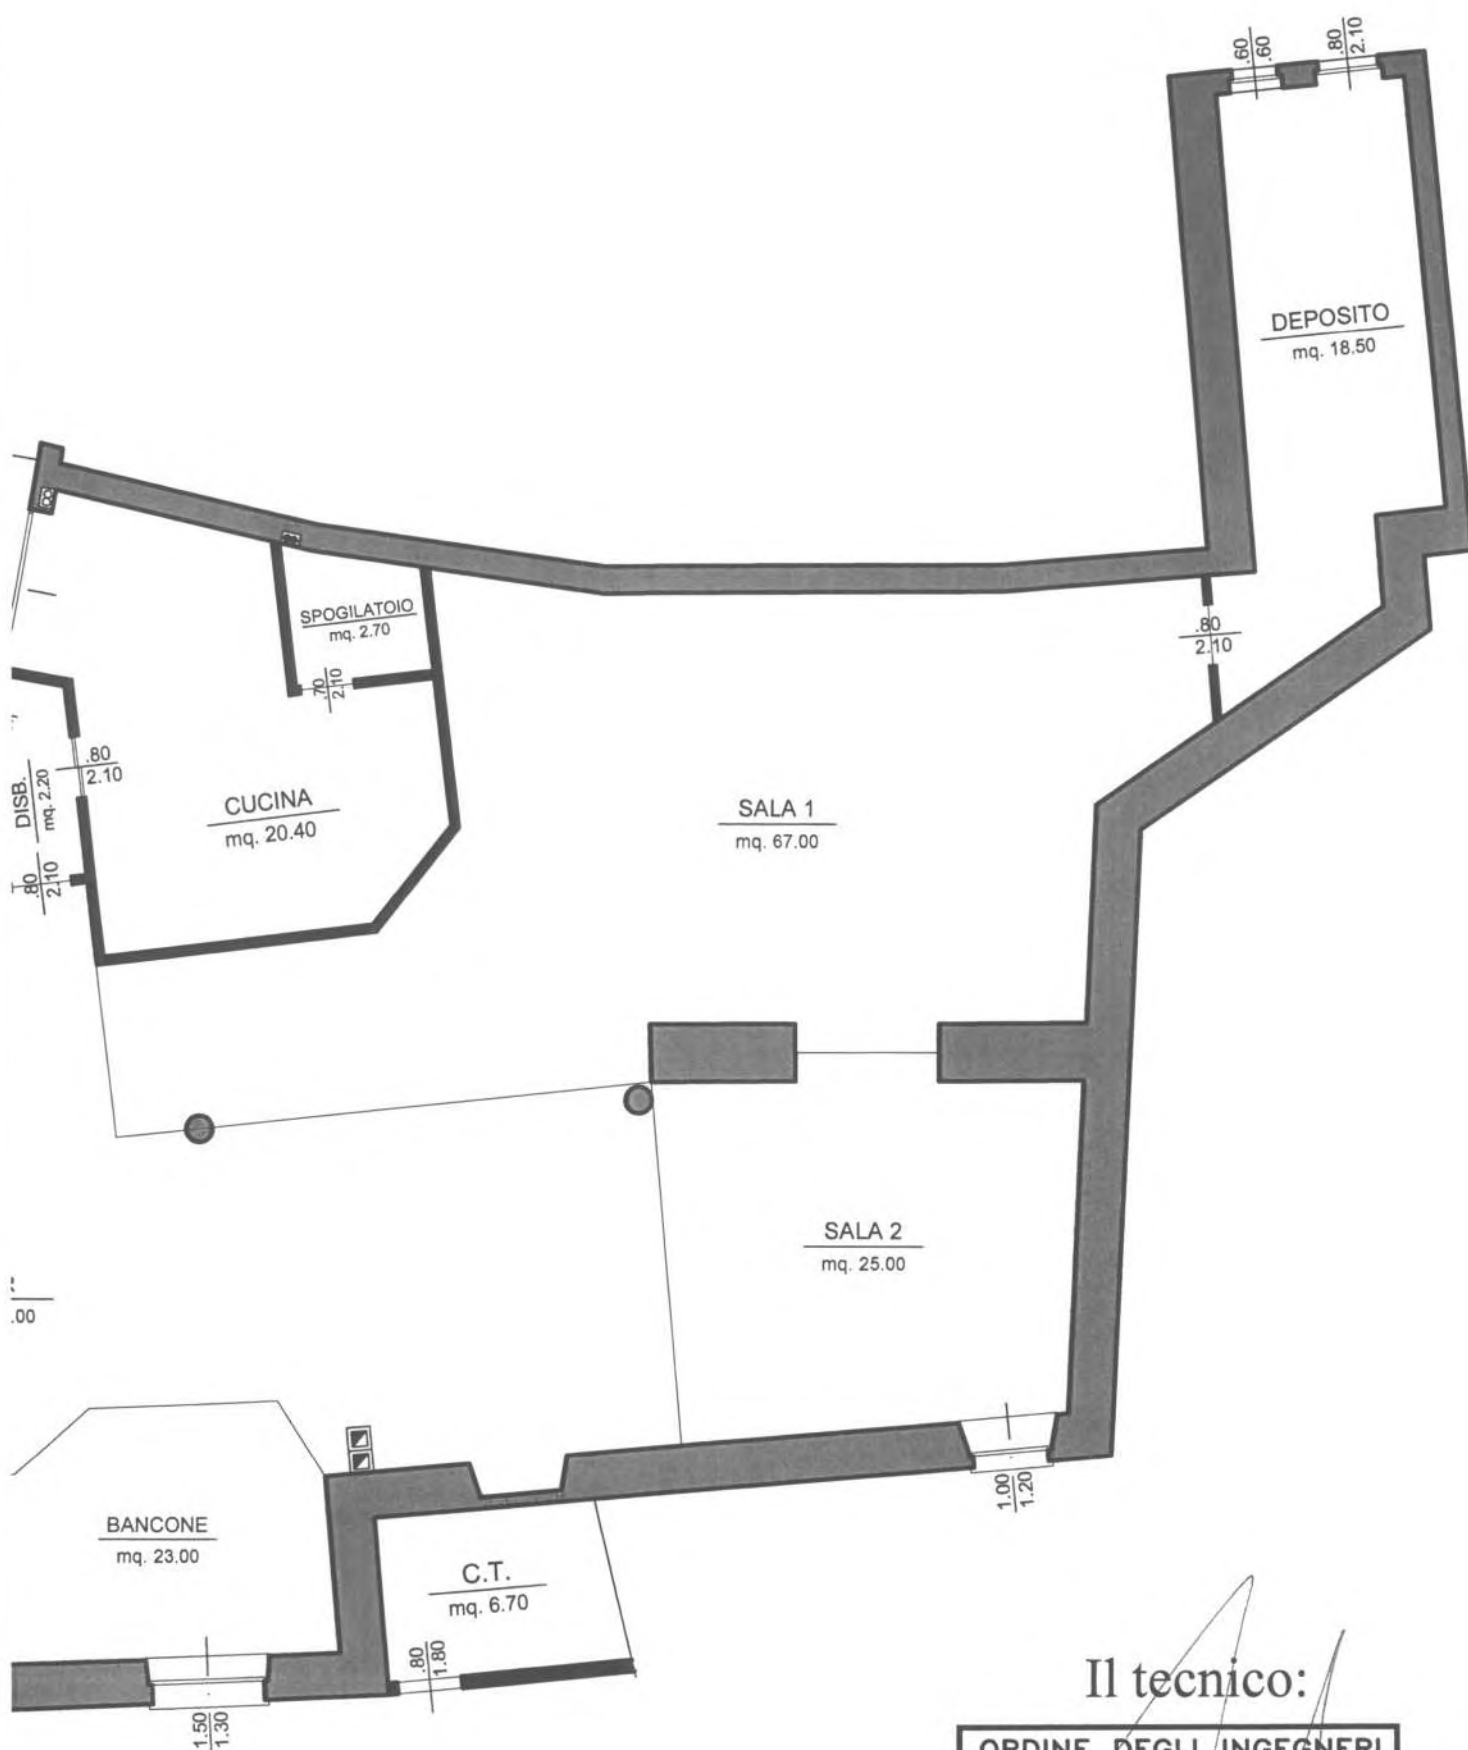 .60
.60
.80
2.10
DEPOSITO
mq. 18.50
SPOGILATOIO
mq. 2.70
.80
2.10
.70
2.10
.80
2.10
DISB.
mq. 2.20
CUCINA
mq. 20.40
SALA 1
mq. 67.00
.80
2.10
SALA 2
mq. 25.00
.00
1.00
1.20
BANCONE
mq. 23.00
C.T.
mq. 6.70
.80
1.80
1.50
1.30
Il tecnico:
ORDINE DEGLI INGEGNERI